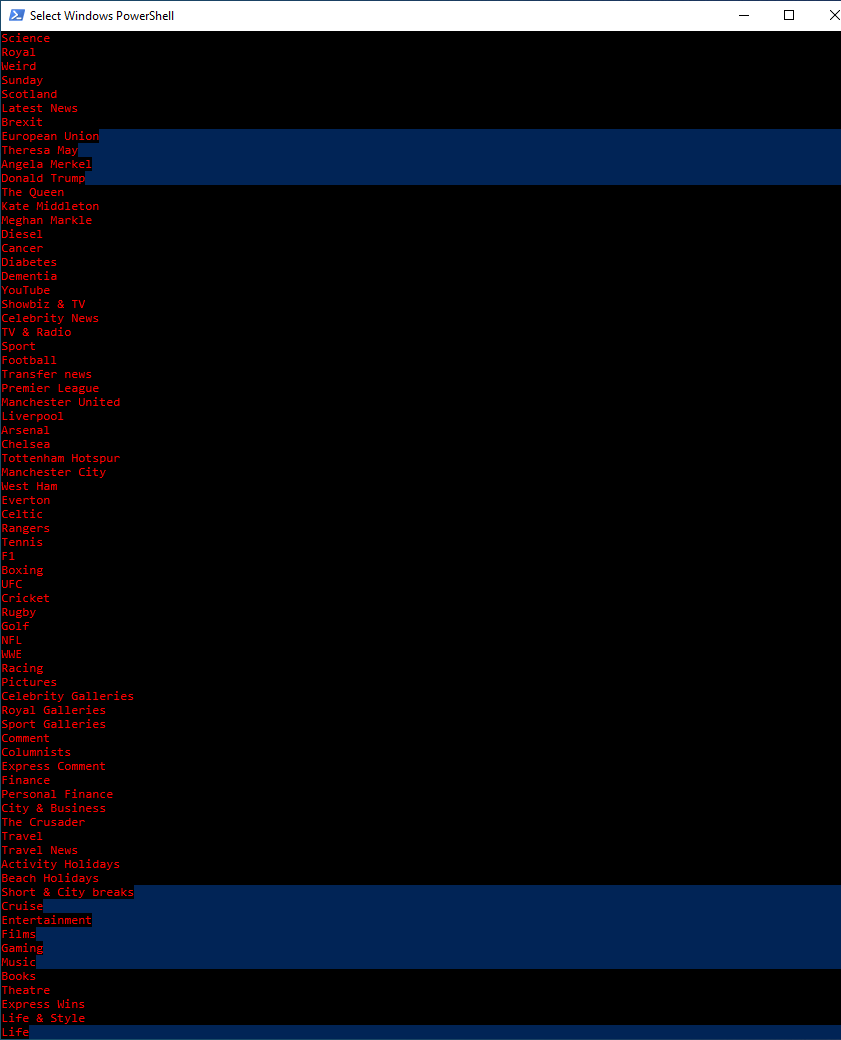 Select Windows PowerShell
Science
Royal
Weird
Sunday
Scotland
Latest News
Brexit
European Union
Theresa May
Angela Merkel
Donald Trump
The Queen
Kate Middleton
Meghan Markle
Diesel
Cancer
Diabetes
Dementia
YouTube
Showbiz & TV
Celebrity News
TV & Radio
Sport
Football
Transfer news
Premier League
Manchester United
Liverpool
Arsenal
Chelsea
Tottenham Hotspur
Manchester City
West Ham
Everton
Celtic
Rangers
Tennis
F1
Boxing
UFC
Cricket
Rugby
Golf
NFL
WWE
Racing
Pictures
Celebrity Galleries
Royal Galleries
Sport Galleries
Comment
Columnists
Express Comment
Finance
Personal Finance
City & Business
The Crusader
Travel
Travel News
Activity Holidays
Beach Holidays
Short & City breaks
Cruise
Entertainment
Films
Gaming
Music
Books
Theatre
Express Wins
Life & Style
Life